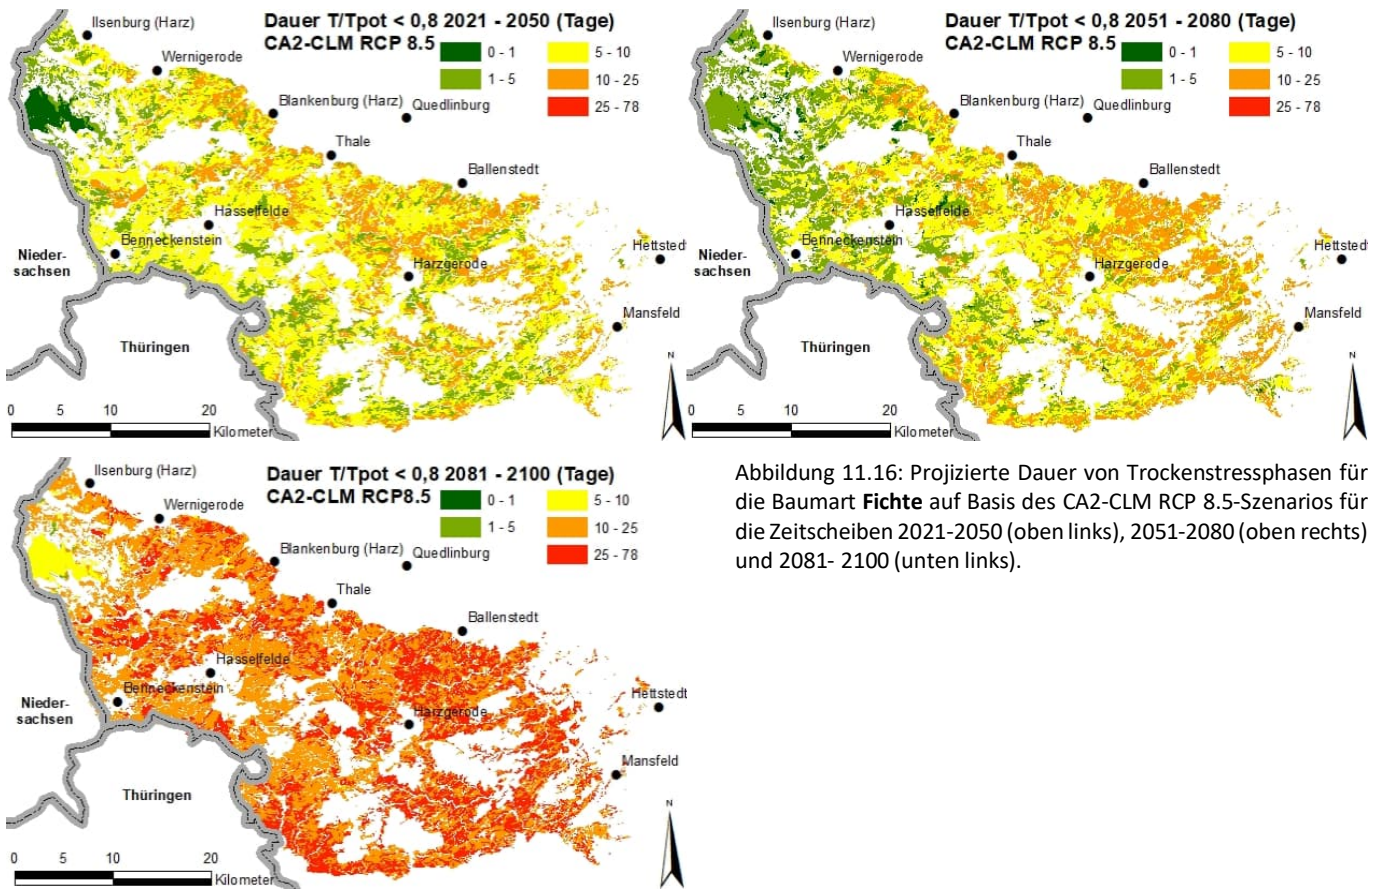 Dauer T/Tpot < 0,8 2021 - 2050 (Tage)
CA2-CLM RCP 8.5
0 - 1
1 - 5
5 - 10
10 - 25
25 - 78
Ilsenburg (Harz)
Wernigerode
Blankenburg (Harz)
Quedlinburg
Thale
Ballenstedt
Hasselfelde
Benneckenstein
Nieder-
sachsen
Harzgerode
Hettstedt
Mansfeld
Thüringen
N
0 5 10 20
Kilometer
Dauer T/Tpot < 0,8 2051 - 2080 (Tage)
CA2-CLM RCP 8.5
0 - 1
1 - 5
5 - 10
10 - 25
25 - 78
Ilsenburg (Harz)
Wernigerode
Blankenburg (Harz)
Quedlinburg
Thale
Ballenstedt
Hasselfelde
Benneckenstein
Nieder-
sachsen
Harzgerode
Hettstedt
Mansfeld
Thüringen
N
0 5 10 20
Kilometer
Dauer T/Tpot < 0,8 2081 - 2100 (Tage)
CA2-CLM RCP8.5
0 - 1
1 - 5
5 - 10
10 - 25
25 - 78
Ilsenburg (Harz)
Wernigerode
Blankenburg (Harz)
Quedlinburg
Thale
Ballenstedt
Hasselfelde
Benneckenstein
Nieder-
sachsen
Harzgerode
Hettstedt
Mansfeld
Thüringen
N
0 5 10 20
Kilometer
Abbildung 11.16: Projizierte Dauer von Trockenstressphasen für
die Baumart Fichte auf Basis des CA2-CLM RCP 8.5-Szenarios für
die Zeitscheiben 2021-2050 (oben links), 2051-2080 (oben rechts)
und 2081- 2100 (unten links).